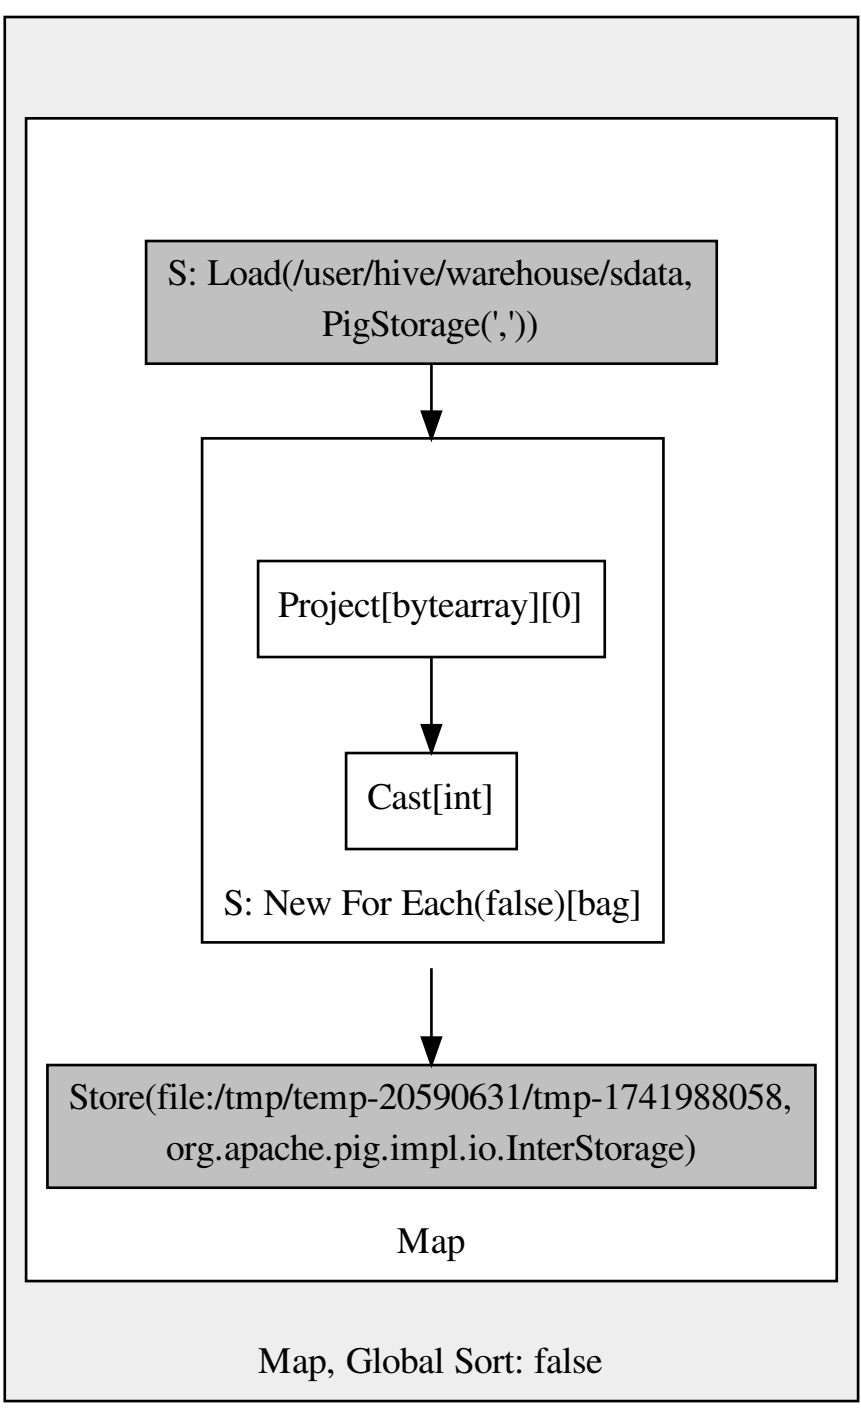 S: Load(/user/hive/warehouse/sdata,
PigStorage(','))
Project[bytearray][0]
Cast[int]
S: New For Each(false)[bag]
Store(file:/tmp/temp-20590631/tmp-1741988058,
org.apache.pig.impl.io.InterStorage)
Map
Map, Global Sort: false